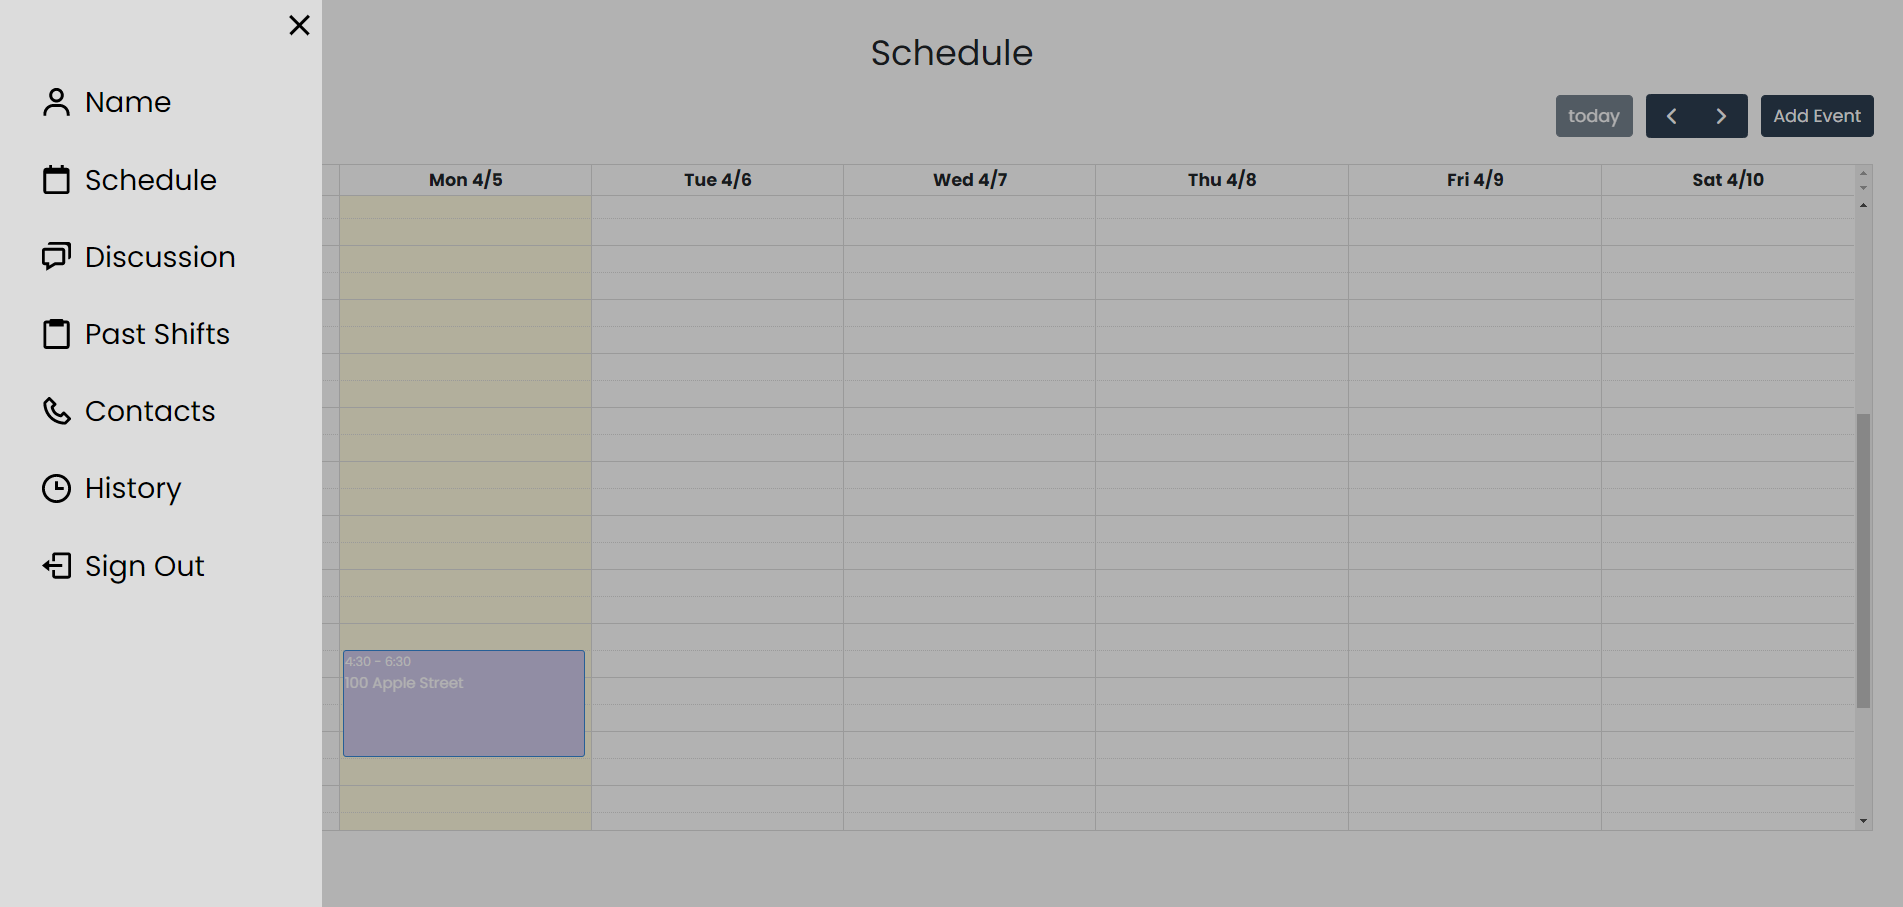 Name
Schedule
Discussion
Past Shifts
Contacts
History
Sign Out
Schedule
today
Add Event
Mon 4/5
Tue 4/6
Wed 4/7
Thu 4/8
Fri 4/9
Sat 4/10
4:30 - 6:30
100 Apple Street